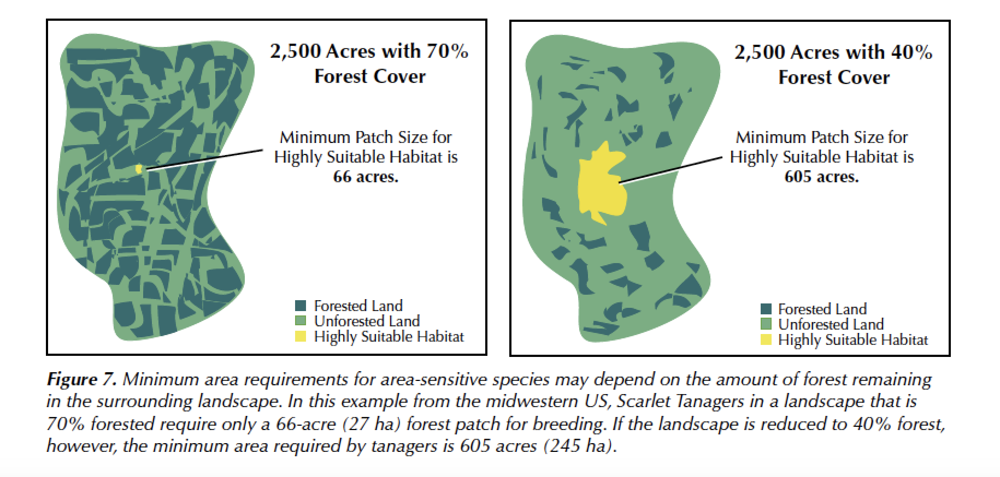 2,500 Acres with 70%
Forest Cover
Minimum Patch Size for
Highly Suitable Habitat is
66 acres.
Forested Land
Unforested Land
Highly Suitable Habitat
2,500 Acres with 40%
Forest Cover
Minimum Patch Size for
Highly Suitable Habitat is
605 acres.
Forested Land
Unforested Land
Highly Suitable Habitat
Figure 7. Minimum area requirements for area-sensitive species may depend on the amount of forest remaining
in the surrounding landscape. In this example from the midwestern US, Scarlet Tanagers in a landscape that is
70% forested require only a 66-acre (27 ha) forest patch for breeding. If the landscape is reduced to 40% forest,
however, the minimum area required by tanagers is 605 acres (245 ha).